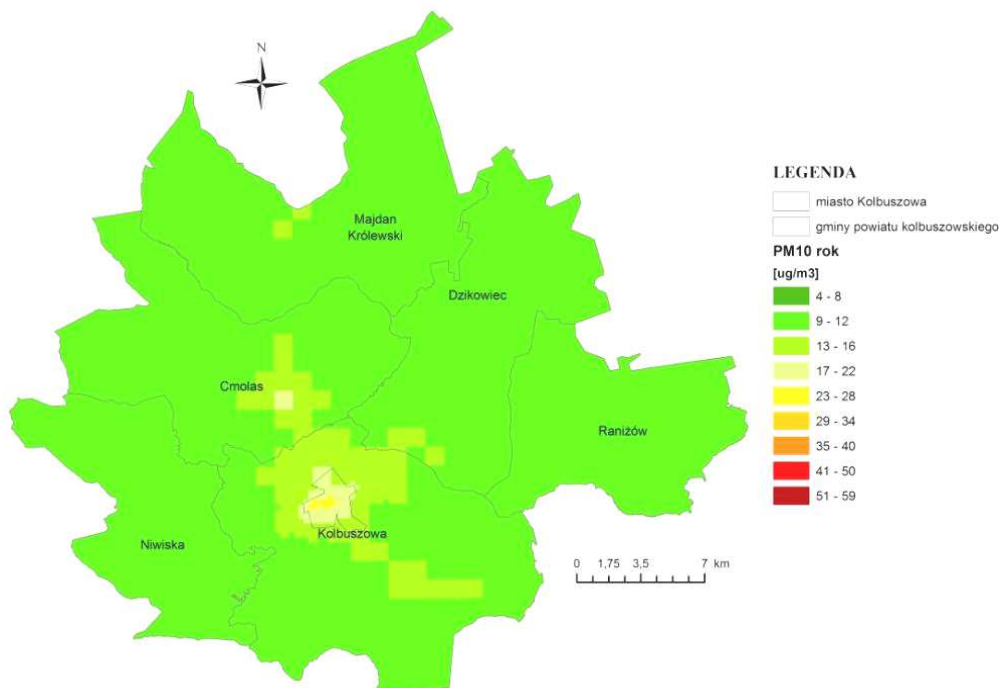 N
Majdan
Królewski
Dzikowiec
Cmolas
Raniżów
Kolbuszowa
Niwiska
LEGENDA
miasto Kolbuszowa
gminy powiatu kolbuszowskiego
PM10 rok
[ug/m3]
4 - 8
9 - 12
13 - 16
17 - 22
23 - 28
29 - 34
35 - 40
41 - 50
51 - 59
0 1,75 3,5 7 km